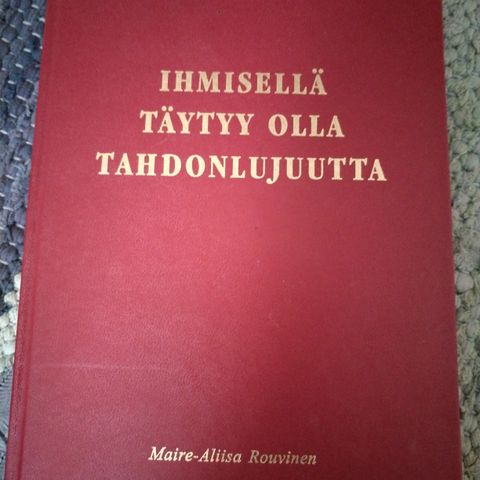 IHMISELLÄ
TÄYTYY OLLA
TAHDONLUJUUTTA
Maire-Aliisa Rouvinen